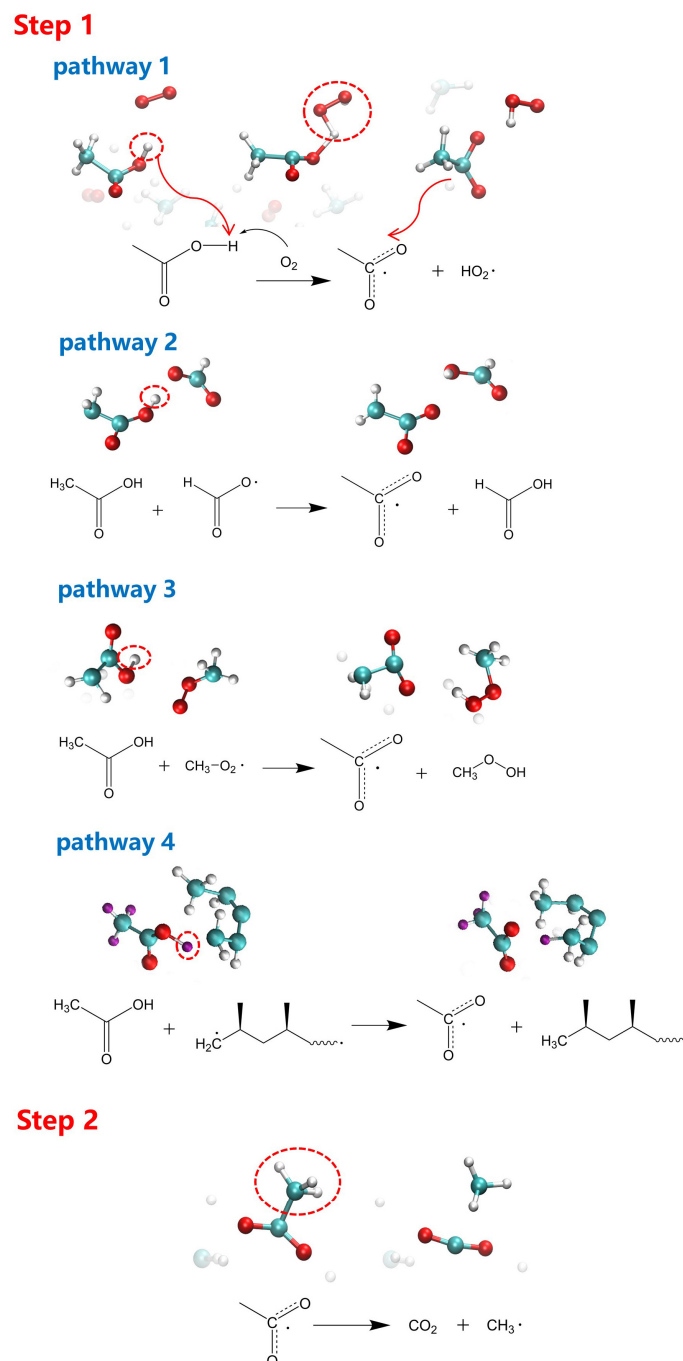 Step 1
pathway 1
O H
O₂
O
C O
O
+ HO₂·
pathway 2
H₃C OH
O
+
H O·
O
C O
O
+
H OH
O
pathway 3
H₃C OH
O
+ CH₃-O₂·
C O
O
+
CH₃ O OH
pathway 4
H₃C OH
O
+
H₂C
C O
O
+
H₃C
Step 2
C O
O
CO₂ + CH₃·